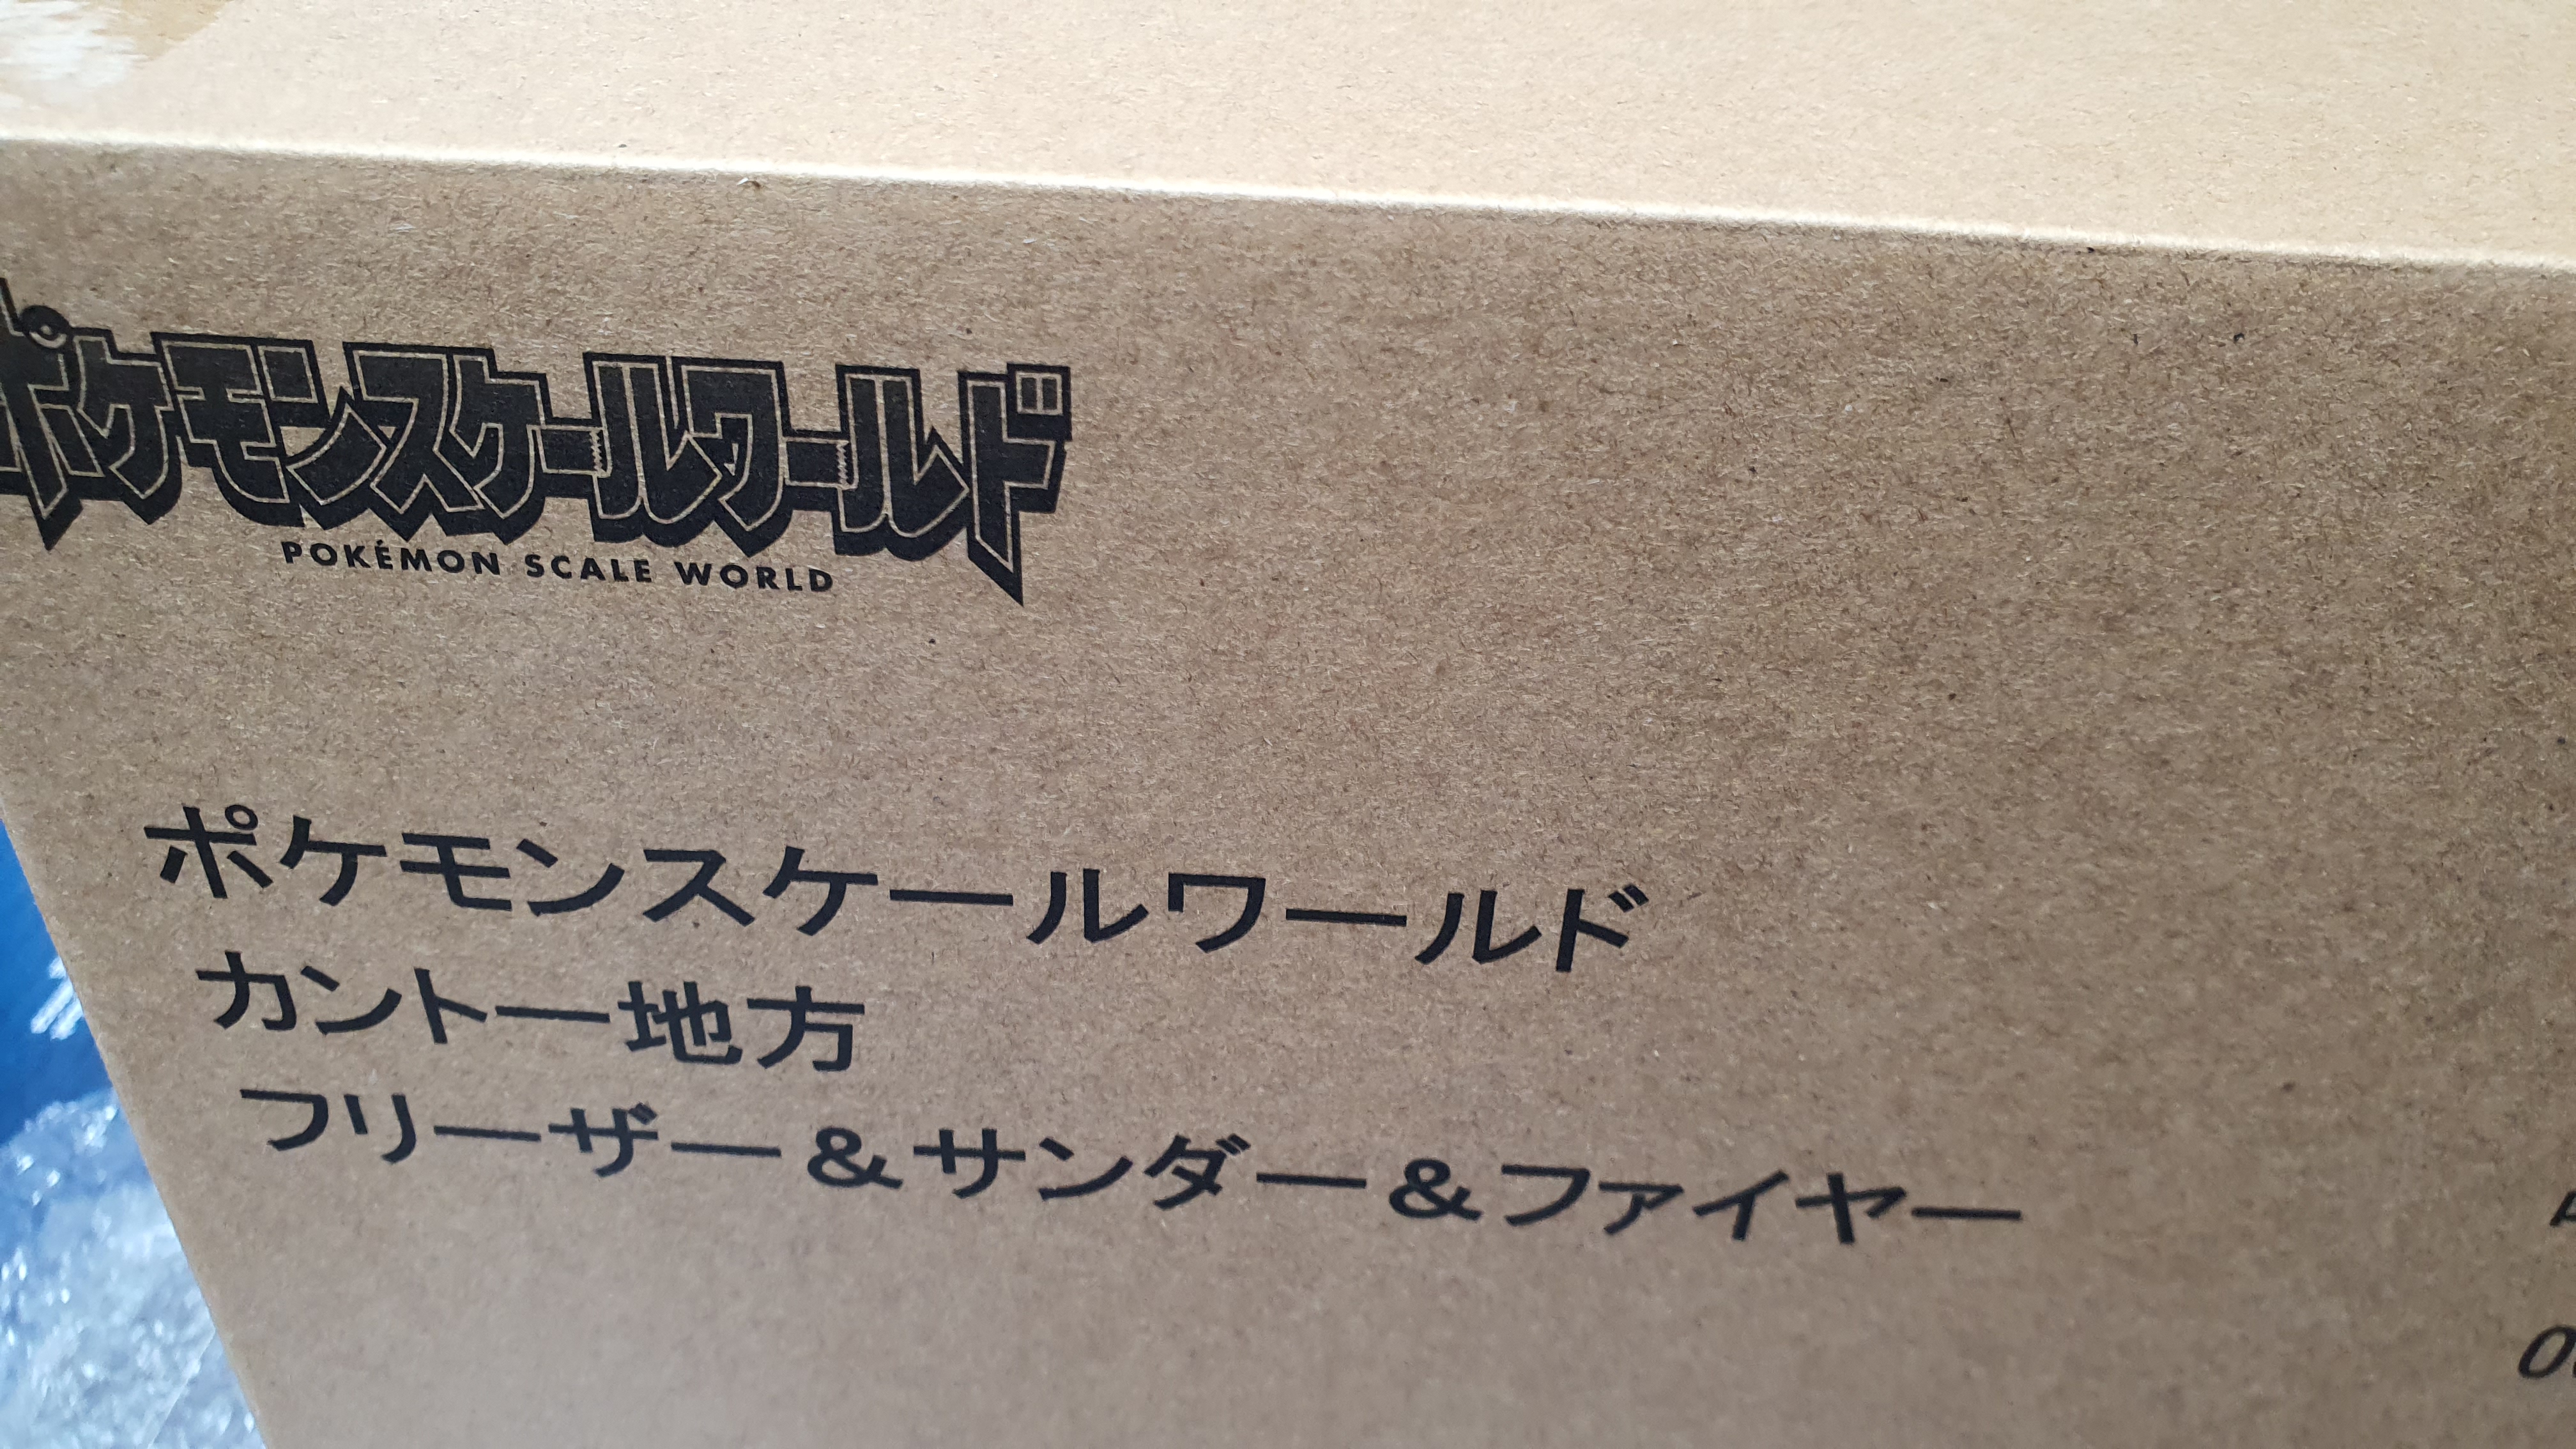 ポケモンスケールワールド
POKÉMON SCALE WORLD
ポケモンスケールワールド
カントー地方
フリーザー＆サンダー＆ファイヤー